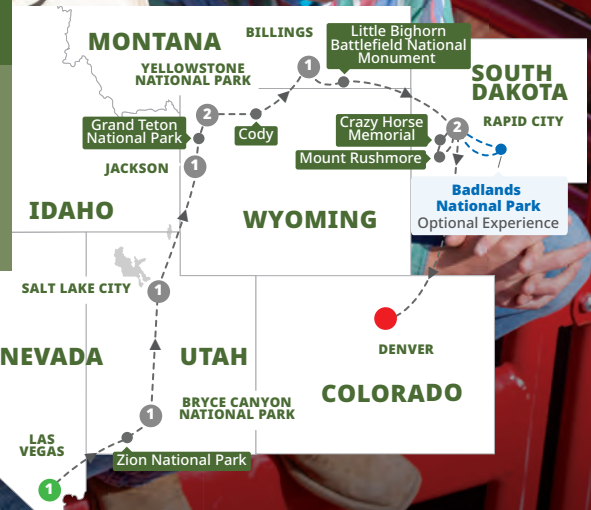 MONTANA
BILLINGS
Little Bighorn
Battlefield National
Monument
YELLOWSTONE
NATIONAL PARK
1
SOUTH
DAKOTA
2
Grand Teton
National Park
Cody
Crazy Horse
Memorial
2
RAPID CITY
Mount Rushmore
JACKSON
1
Badlands
National Park
Optional Experience
IDAHO
WYOMING
SALT LAKE CITY
1
NEVADA
UTAH
DENVER
COLORADO
1
BRYCE CANYON
NATIONAL PARK
LAS
VEGAS
Zion National Park
1